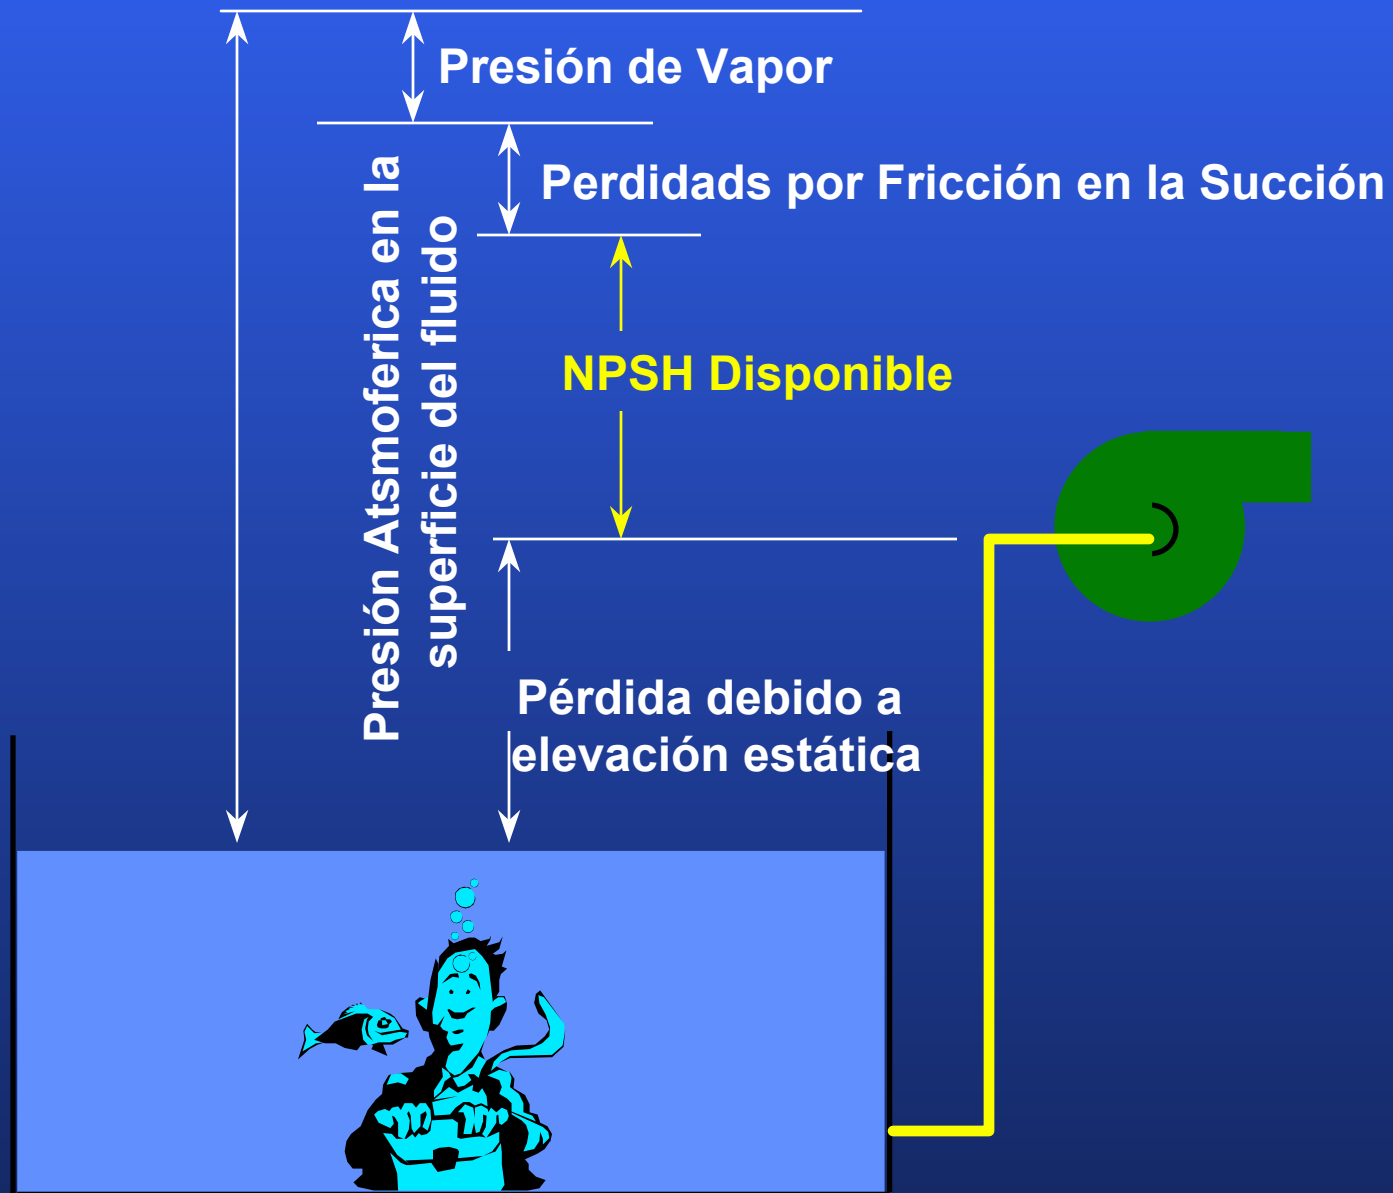 Presión de Vapor
Perdidads por Fricción en la Succión
Presión Atsmoferica en la
superficie del fluido
NPSH Disponible
Pérdida debido a
elevación estática